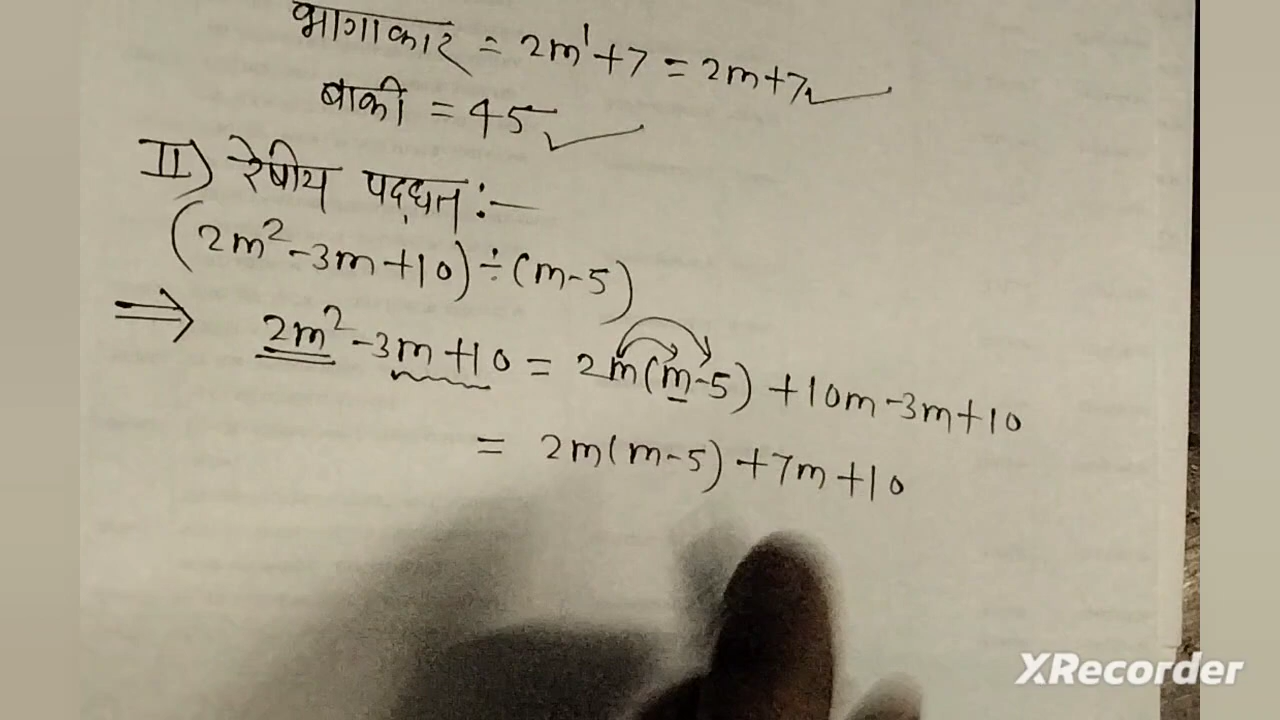 भागाकार = 2m¹+7 = 2m+7
बाकी = 45
II) रेषीय पद्धत :-
(2m²-3m+10)÷(m-5)
⇒ 2m²-3m+10 = 2m(m-5) +10m-3m+10
= 2m(m-5)+7m+10
XRecorder